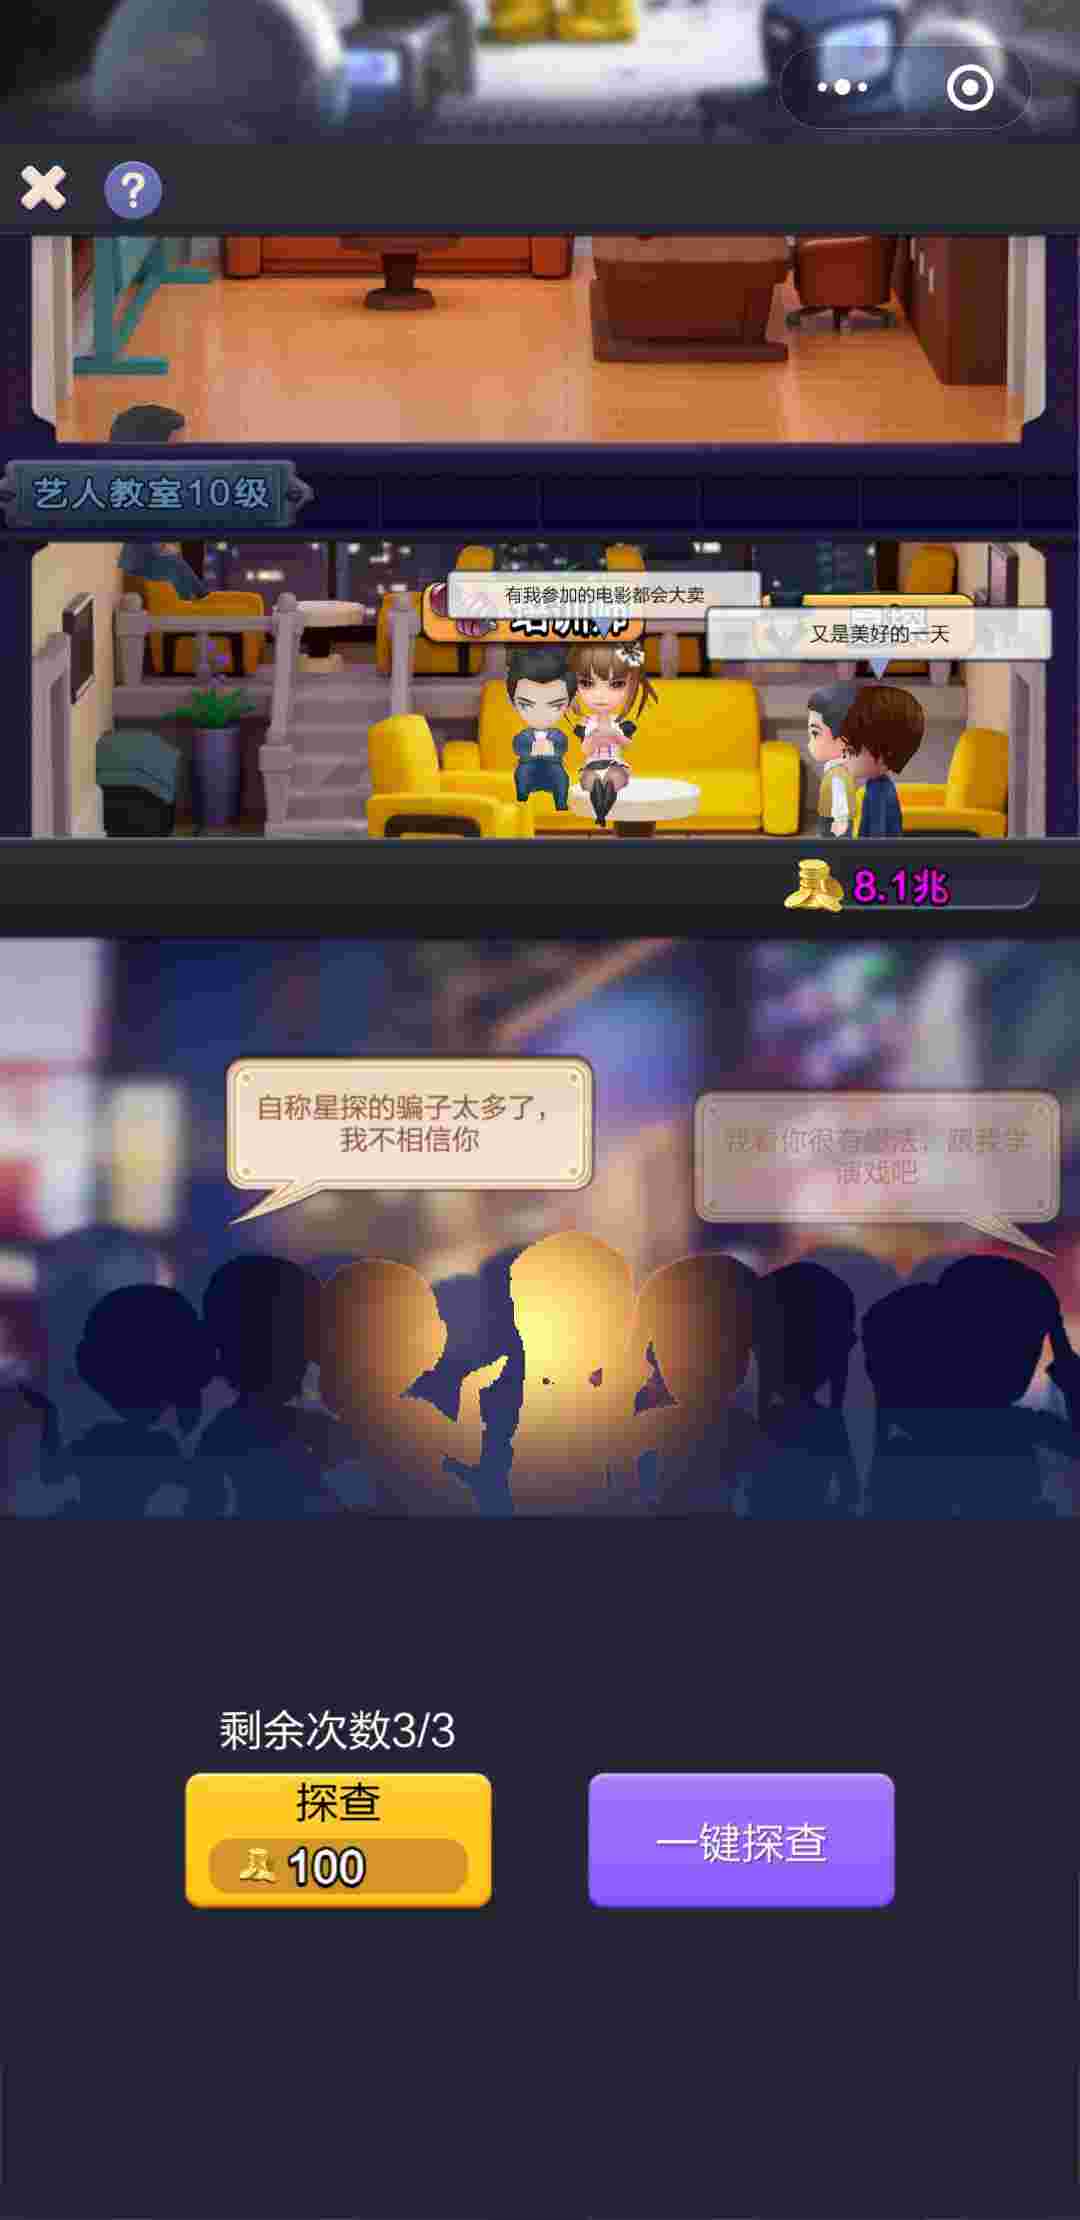 艺人教室10级
有我参加的电影都会大卖
又是美好的一天
8.1兆
自称星探的骗子太多了，
我不相信你
我看你很有想法，跟我学
演戏吧
剩余次数3/3
探查
100
一键探查